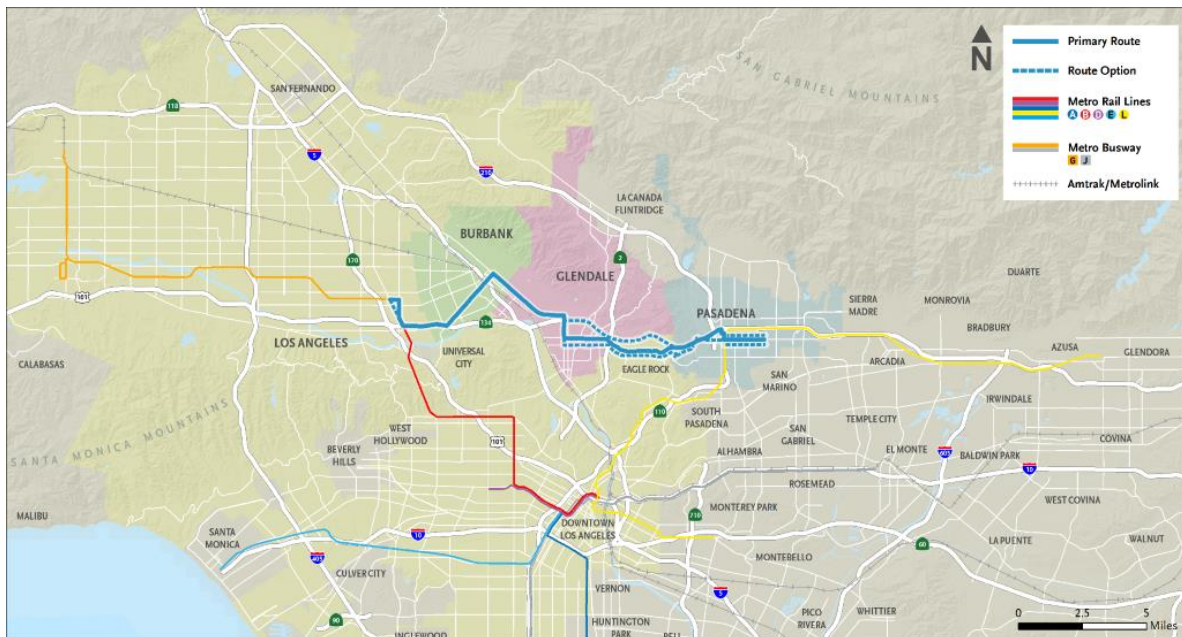 N
Primary Route
Route Option
Metro Rail Lines
A B D E L
Metro Busway
G J
Amtrak/Metrolink
SAN GABRIEL MOUNTAINS
SAN FERNANDO
118
5
210
LA CANADA
FLINTRIDGE
BURBANK
2
GLENDALE
170
DUARTE
101
134
PASADENA
SIERRA
MADRE
MONROVIA
BRADBURY
LOS ANGELES
UNIVERSAL
CITY
AZUSA
GLENDORA
CALABASAS
EAGLE ROCK
ARCADIA
SAN
MARINO
IRWINDALE
SANTA MONICA MOUNTAINS
WEST
HOLLYWOOD
110
SOUTH
PASADENA
TEMPLE CITY
BEVERLY
HILLS
101
SAN
GABRIEL
COVINA
ALHAMBRA
EL MONTE
605
BALDWIN PARK
10
ROSEMEAD
WEST COVINA
MALIBU
SANTA
MONICA
10
DOWNTOWN
LOS ANGELES
710
MONTEREY PARK
60
LA PUENTE
WALNUT
405
CULVER CITY
MONTEBELLO
VERNON
5
90
INGLEWOOD
HUNTINGTON
PARK
BELL
PICO
RIVERA
WHITTIER
0 2.5 5
Miles